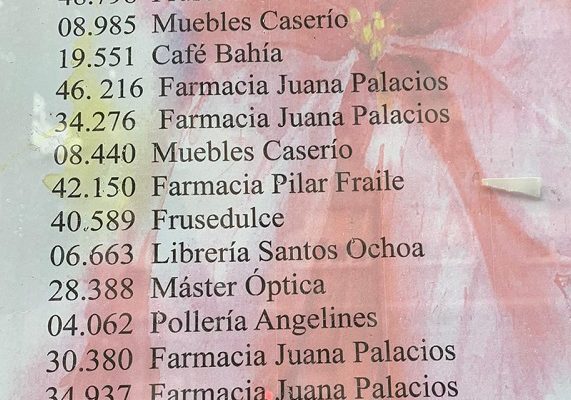 08.985 Muebles Caserío
19.551 Café Bahía
46. 216 Farmacia Juana Palacios
34.276 Farmacia Juana Palacios
08.440 Muebles Caserío
42.150 Farmacia Pilar Fraile
40.589 Frusedulce
06.663 Librería Santos Ochoa
28.388 Máster Óptica
04.062 Pollería Angelines
30.380 Farmacia Juana Palacios
34.937 Farmacia Juana Palacios